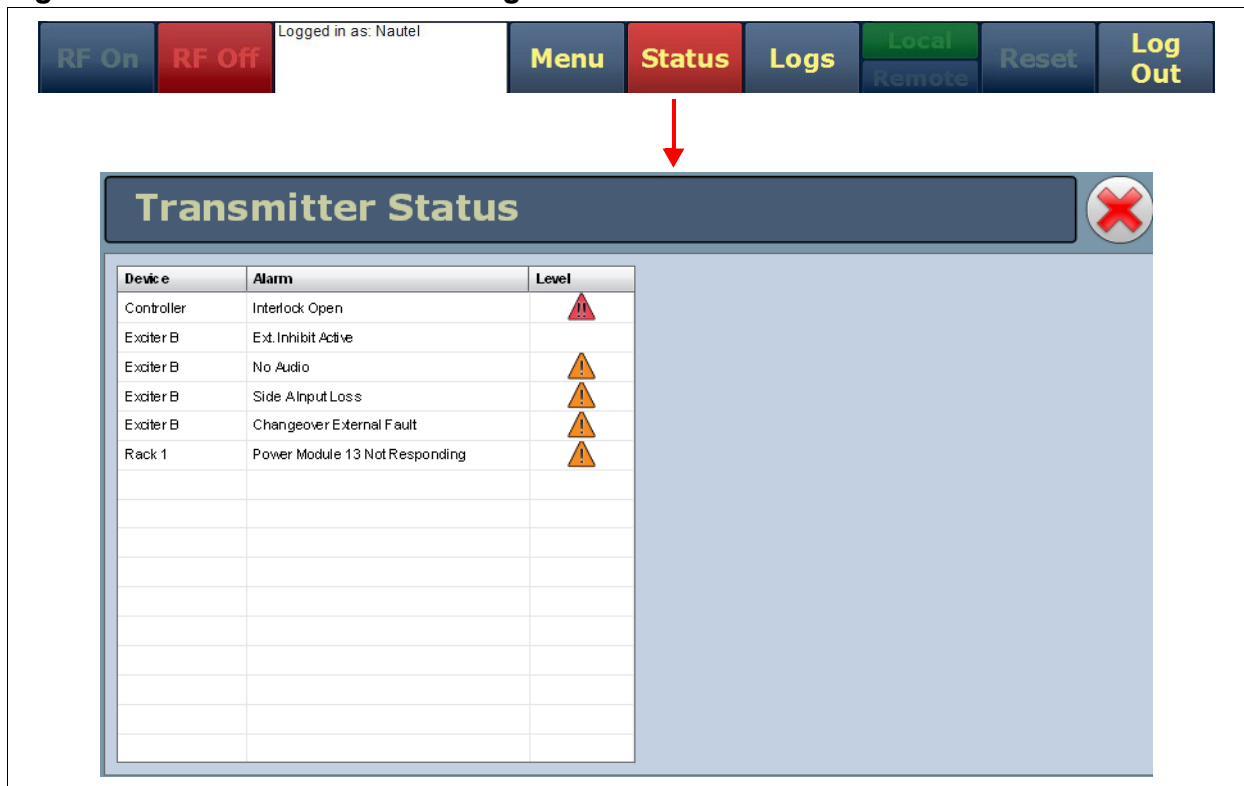 RF On RF Off Logged in as: Nautel Menu Status Logs Local Remote Reset Log Out
Transmitter Status
Device Alarm Level
Controller Interlock Open
Exciter B Ext. Inhibit Active
Exciter B No Audio
Exciter B Side A Input Loss
Exciter B Changeover External Fault
Rack 1 Power Module 13 Not Responding